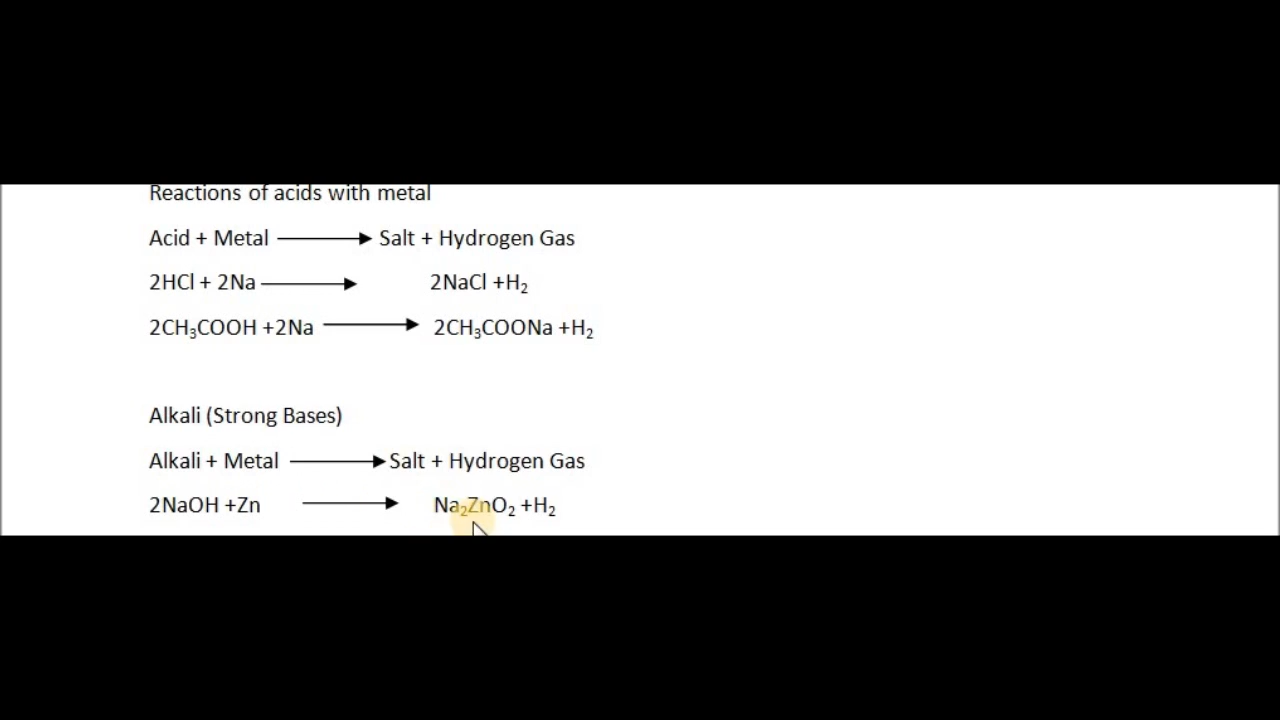 Reactions of acids with metal
Acid + Metal ⟶ Salt + Hydrogen Gas
2HCl + 2Na ⟶ 2NaCl +H₂
2CH₃COOH +2Na ⟶ 2CH₃COONa +H₂
Alkali (Strong Bases)
Alkali + Metal ⟶ Salt + Hydrogen Gas
2NaOH +Zn ⟶ Na₂ZnO₂ +H₂